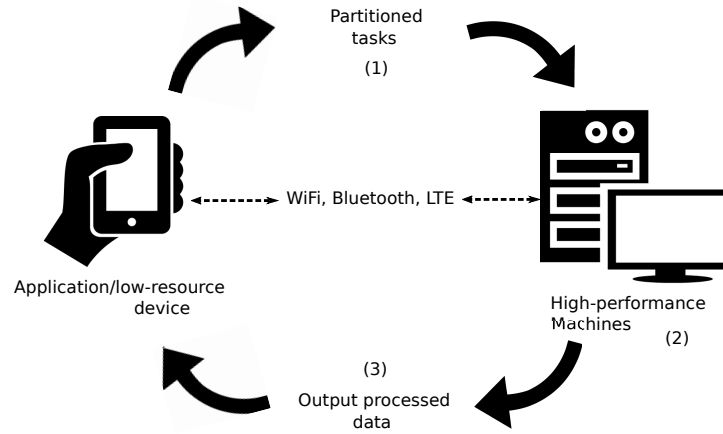 Partitioned
tasks
(1)
WiFi, Bluetooth, LTE
Application/low-resource
device
High-performance
Machines
(2)
(3)
Output processed
data